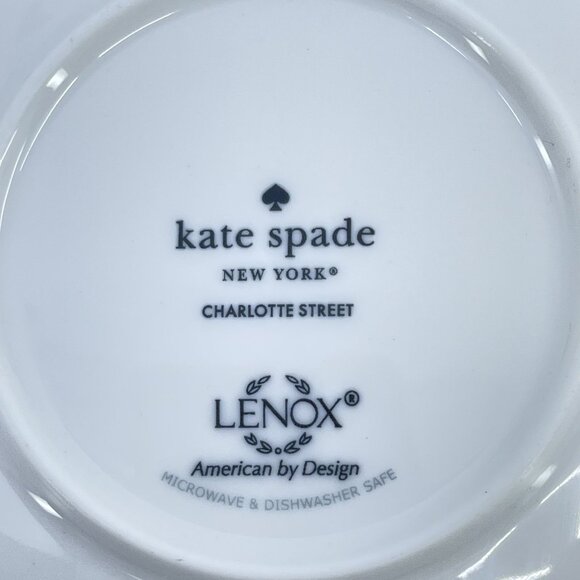 kate spade
NEW YORK®
CHARLOTTE STREET
LENOX®
American by Design
MICROWAVE & DISHWASHER SAFE